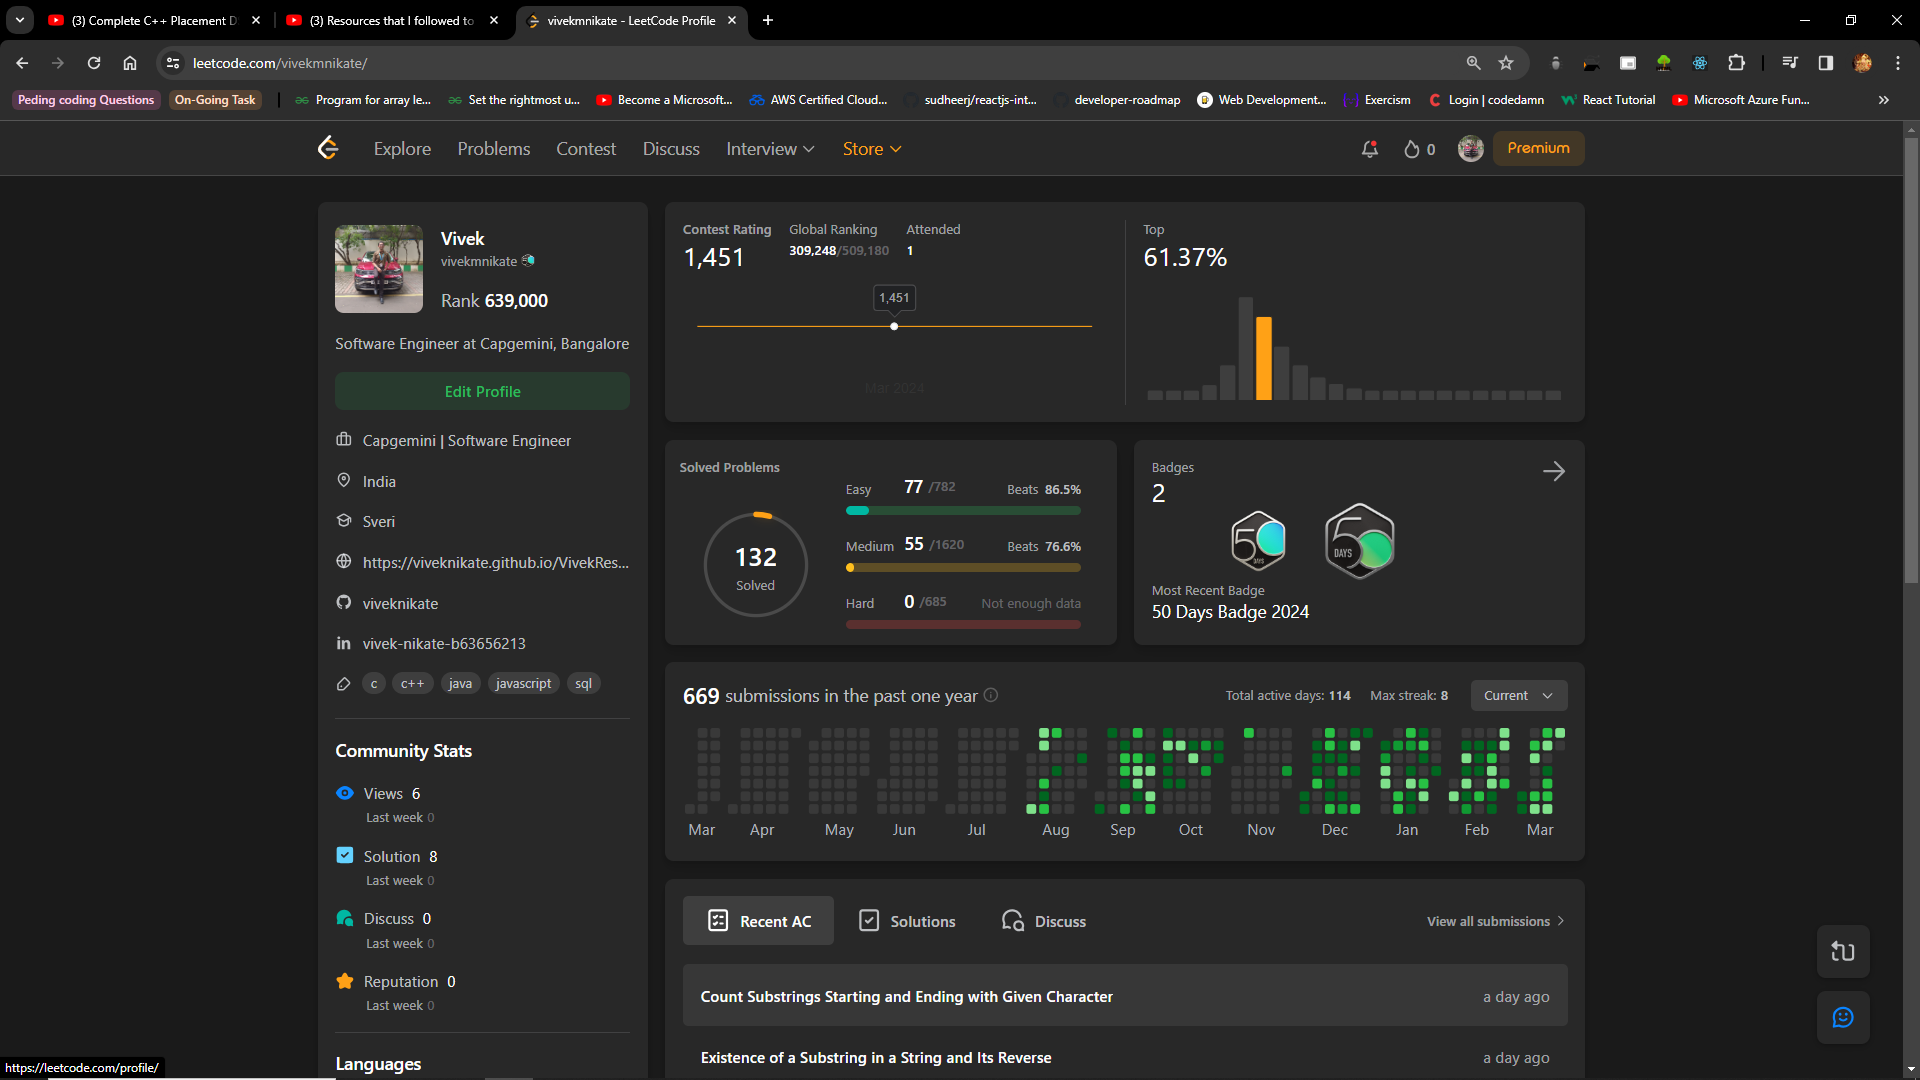 (3) Complete C++ Placement D
(3) Resources that I followed to
vivekmnikate - LeetCode Profile
leetcode.com/vivekmnikate/
Peding coding Questions
On-Going Task
Program for array le...
Set the rightmost u...
Become a Microsoft...
AWS Certified Cloud...
sudheerj/reactjs-int...
developer-roadmap
Web Development...
Exercism
Login | codedamn
React Tutorial
Microsoft Azure Fun...
Explore
Problems
Contest
Discuss
Interview
Store
0
Premium
Vivek
vivekmnikate
Rank 639,000
Software Engineer at Capgemini, Bangalore
Edit Profile
Capgemini | Software Engineer
India
Sveri
https://viveknikate.github.io/VivekRes...
viveknikate
vivek-nikate-b63656213
c
c++
java
javascript
sql
Community Stats
Views 6
Last week 0
Solution 8
Last week 0
Discuss 0
Last week 0
Reputation 0
Last week 0
Languages
https://leetcode.com/profile/
Contest Rating
1,451
Global Ranking
309,248/509,180
Attended
1
1,451
Mar 2024
Top
61.37%
Solved Problems
132
Solved
Easy 77 /782 Beats 86.5%
Medium 55 /1620 Beats 76.6%
Hard 0 /685 Not enough data
Badges
2
50
DAYS
50
DAYS
Most Recent Badge
50 Days Badge 2024
669 submissions in the past one year
Total active days: 114
Max streak: 8
Current
Mar Apr May Jun Jul Aug Sep Oct Nov Dec Jan Feb Mar
Recent AC
Solutions
Discuss
View all submissions
Count Substrings Starting and Ending with Given Character
a day ago
Existence of a Substring in a String and Its Reverse
a day ago